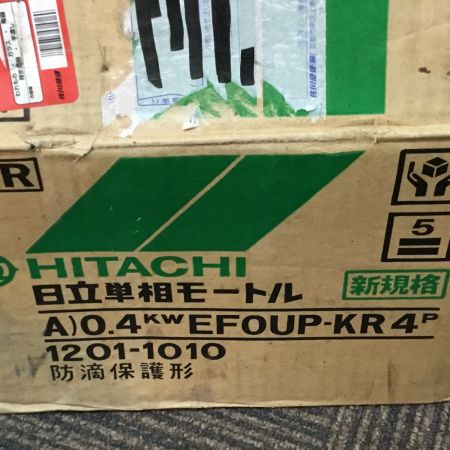 R
5
HITACHI
日立単相モートル
新規格
A)0.4KW EFOUP-KR 4P
1201-1010
防滴保護形